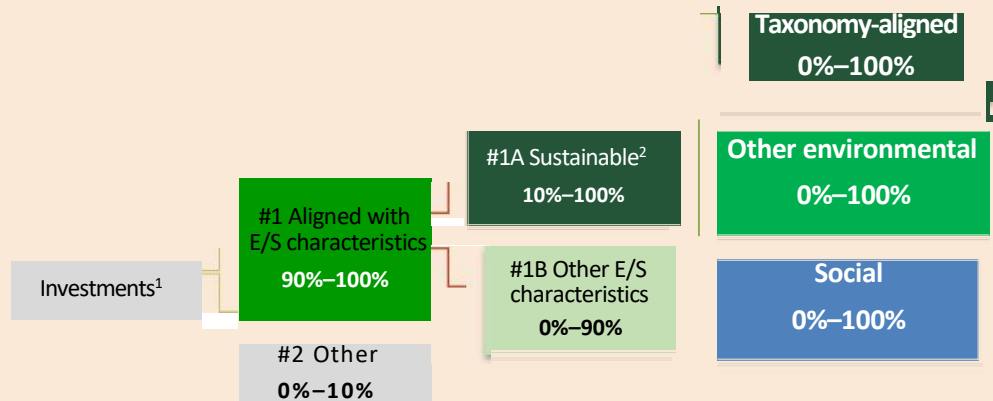 Taxonomy-aligned
0%–100%
#1A Sustainable²
10%–100%
Other environmental
0%–100%
#1 Aligned with
E/S characteristics
90%–100%
#1B Other E/S
characteristics
0%–90%
Social
0%–100%
Investments¹
#2 Other
0%–10%